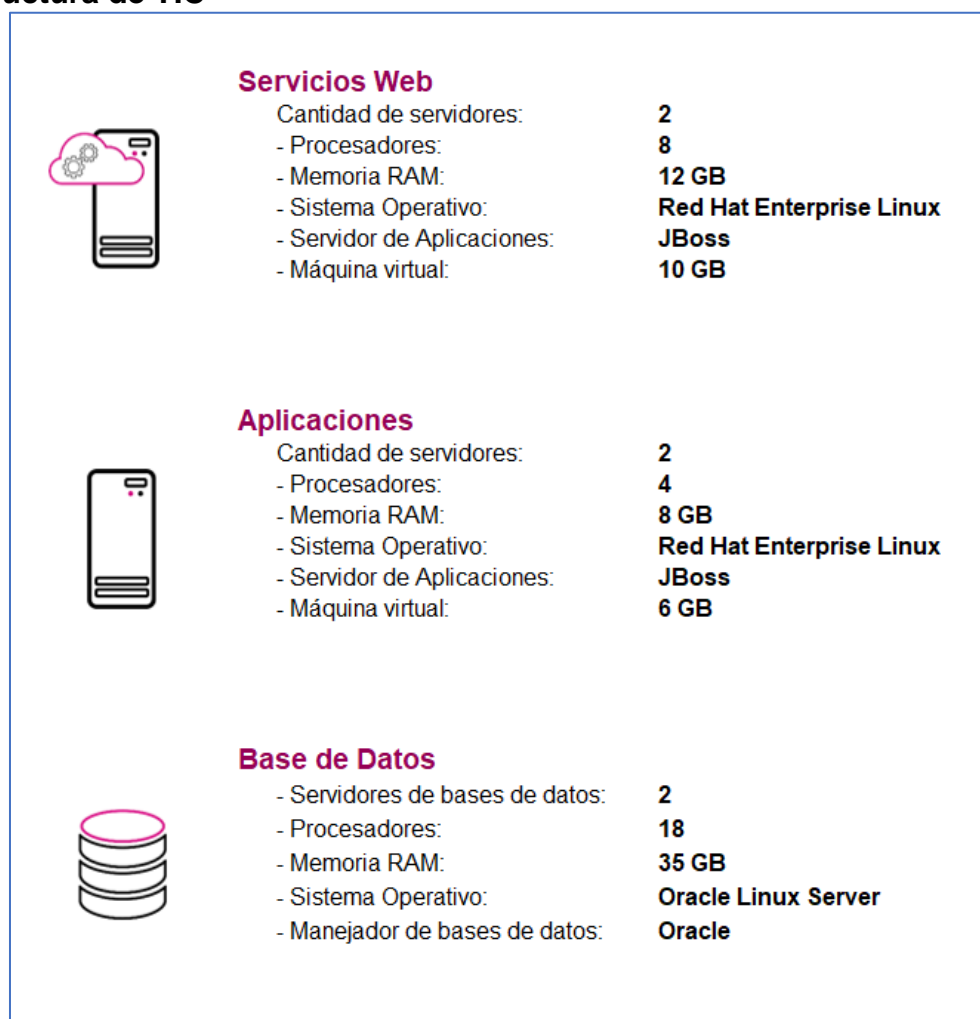 Servicios Web
Cantidad de servidores: 2
- Procesadores: 8
- Memoria RAM: 12 GB
- Sistema Operativo: Red Hat Enterprise Linux
- Servidor de Aplicaciones: JBoss
- Máquina virtual: 10 GB
Aplicaciones
Cantidad de servidores: 2
- Procesadores: 4
- Memoria RAM: 8 GB
- Sistema Operativo: Red Hat Enterprise Linux
- Servidor de Aplicaciones: JBoss
- Máquina virtual: 6 GB
Base de Datos
- Servidores de bases de datos: 2
- Procesadores: 18
- Memoria RAM: 35 GB
- Sistema Operativo: Oracle Linux Server
- Manejador de bases de datos: Oracle